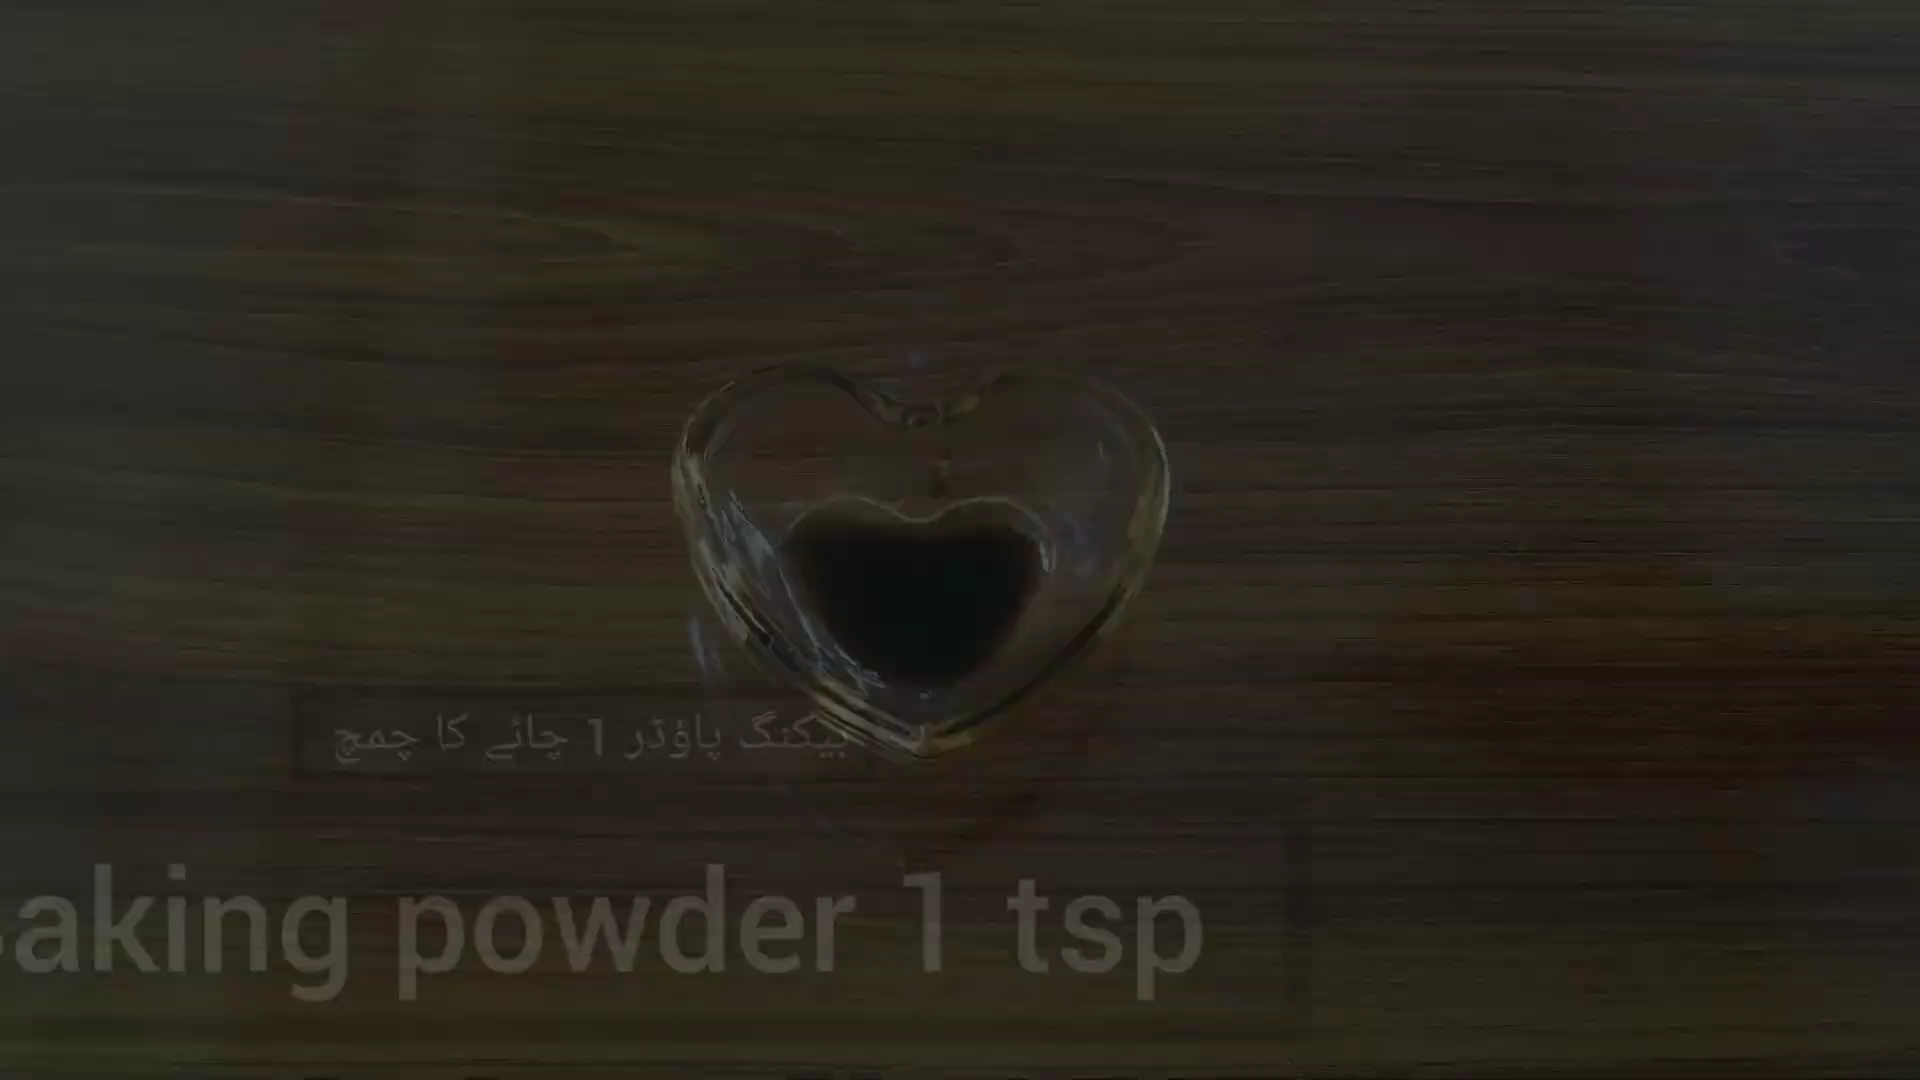 بیکنگ پاؤڈر 1 چائے کا چمچ
aking powder 1 tsp